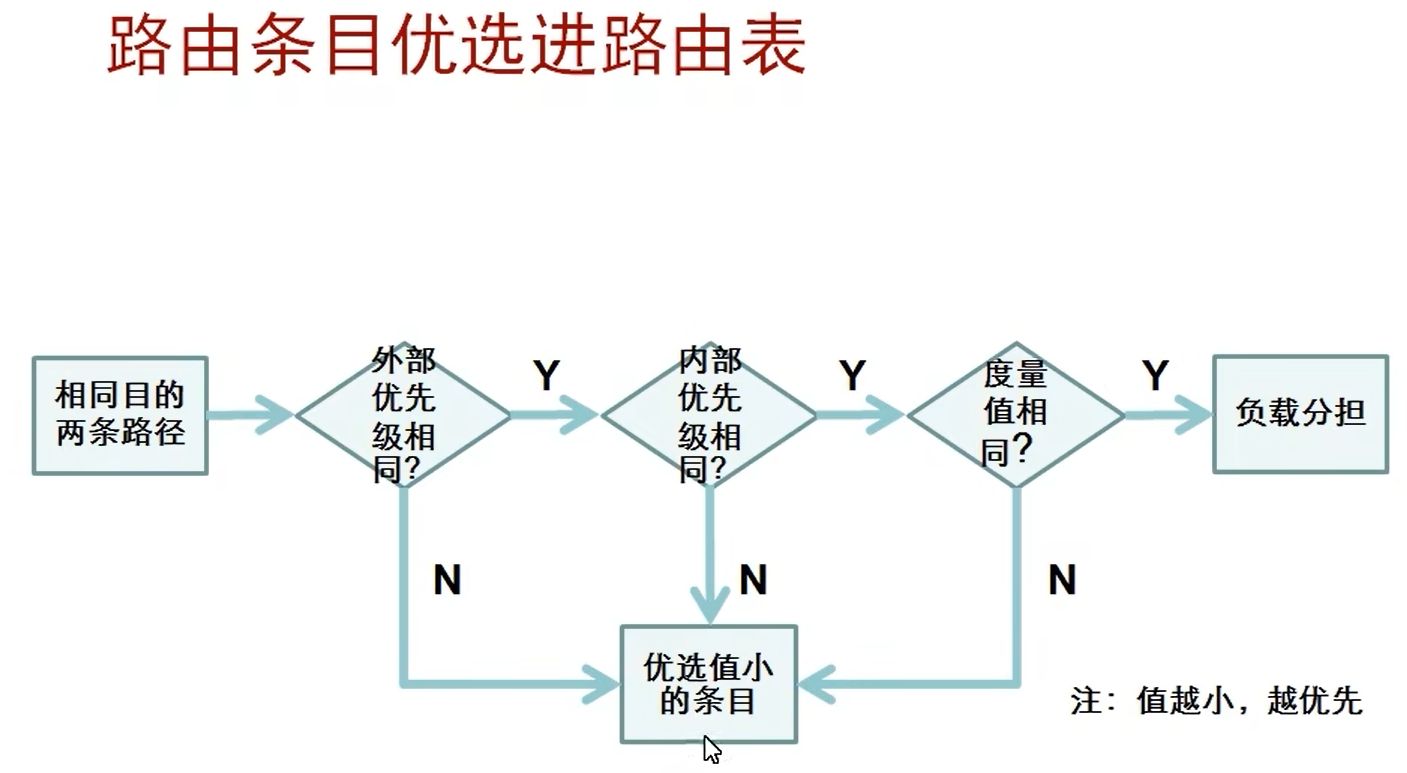 路由条目优选进路由表
相同目的
两条路径
外部
优先
级相
同?
Y
内部
优先
级相
同?
Y
度量
值相
同?
Y
负载分担
N
N
N
优选值小
的条目
注：值越小，越优先